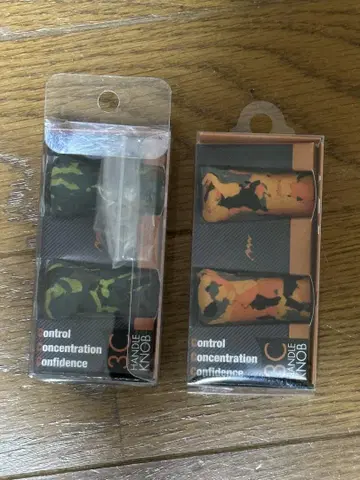 Control
Concentration
Confidence
3C
HANDLE
KNOB
Control
Concentration
Confidence
3C
HANDLE
KNOB